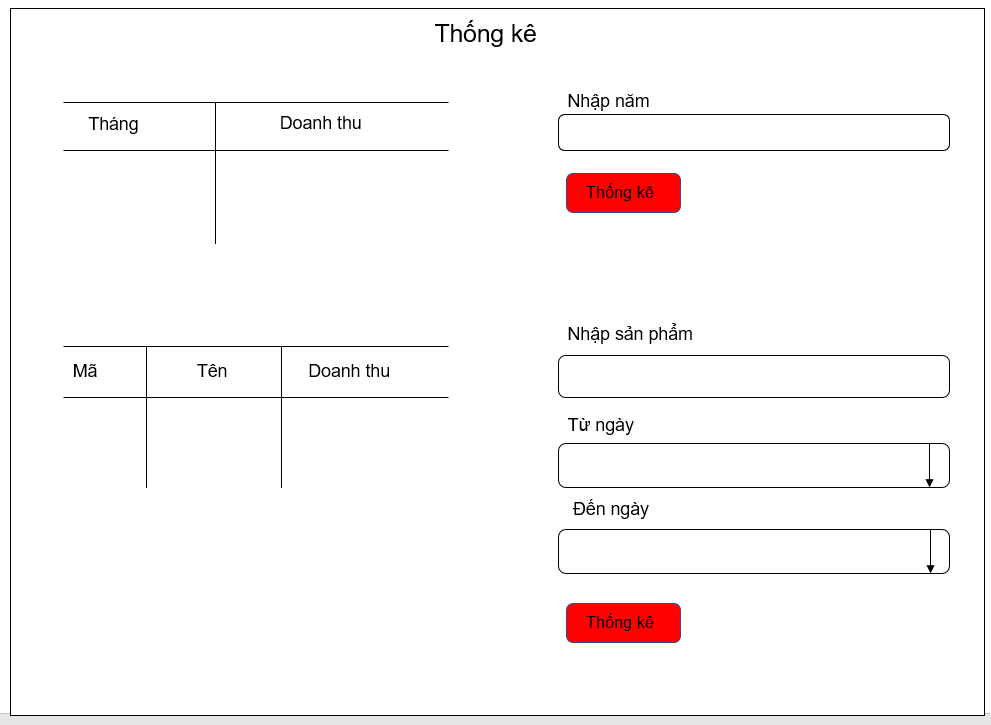 Thống kê
Tháng
Doanh thu
Nhập năm
Thống kê
Mã
Tên
Doanh thu
Nhập sản phẩm
Từ ngày
Đến ngày
Thống kê